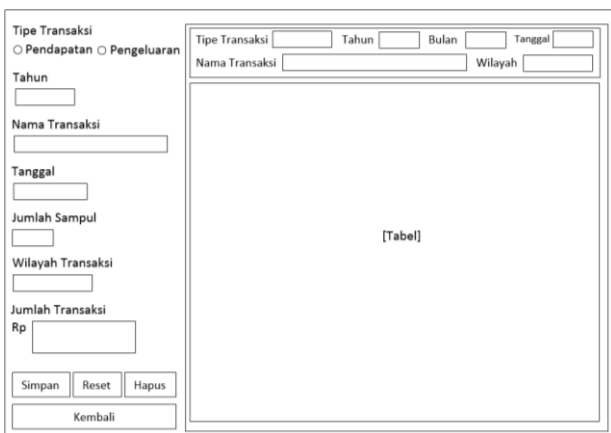 Tipe Transaksi
Pendapatan Pengeluaran
Tahun
Nama Transaksi
Tanggal
Jumlah Sampul
Wilayah Transaksi
Jumlah Transaksi
Rp
Simpan Reset Hapus
Kembali
Tipe Transaksi Tahun Bulan Tanggal
Nama Transaksi Wilayah
[Tabel]